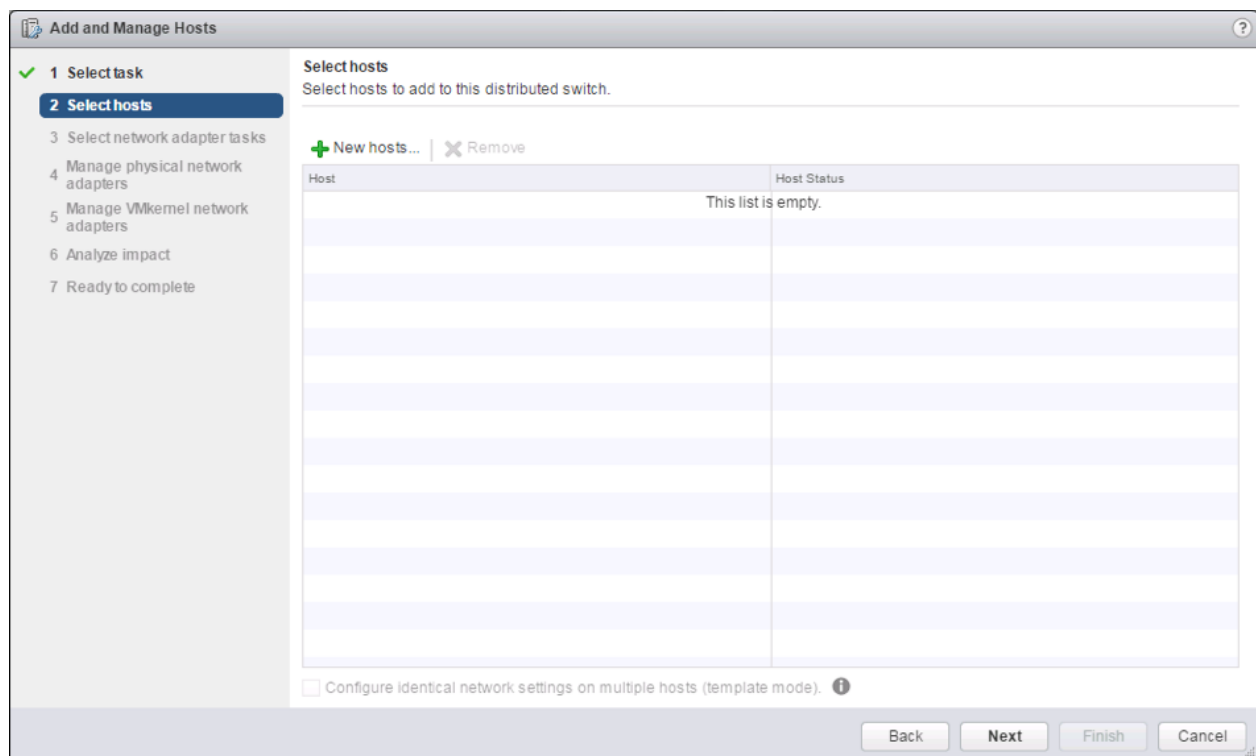 Add and Manage Hosts
?
1 Select task
2 Select hosts
3 Select network adapter tasks
4 Manage physical network
adapters
5 Manage VMkernel network
adapters
6 Analyze impact
7 Ready to complete
Select hosts
Select hosts to add to this distributed switch.
New hosts... Remove
Host Host Status
This list is empty.
Configure identical network settings on multiple hosts (template mode). i
Back Next Finish Cancel